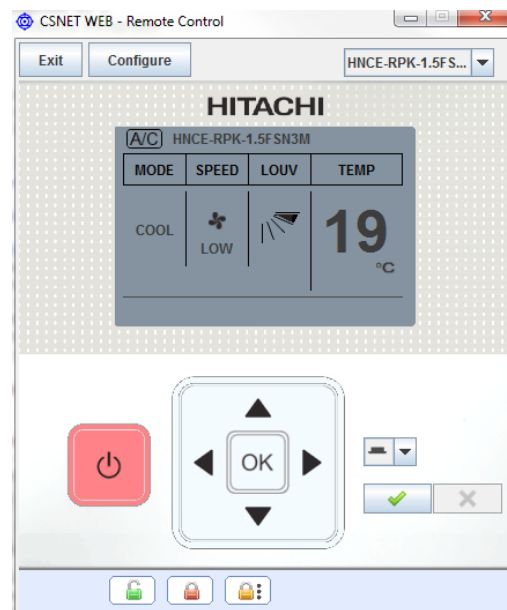 CSNET WEB - Remote Control
Exit Configure HNCE-RPK-1.5FS...
HITACHI
A/C HNCE-RPK-1.5FSN3M
MODE SPEED LOUV TEMP
COOL LOW 19 °C
OK